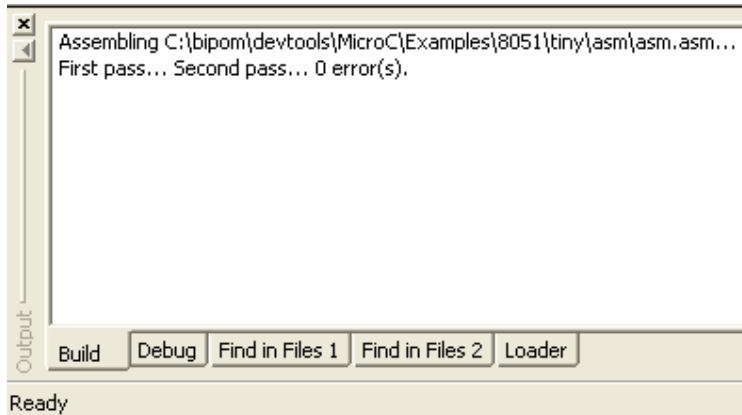 Assembling C:\bipom\devtools\MicroC\Examples\8051\tiny\asm\asm.asm...
First pass... Second pass... 0 error(s).
Output
Build Debug Find in Files 1 Find in Files 2 Loader
Ready